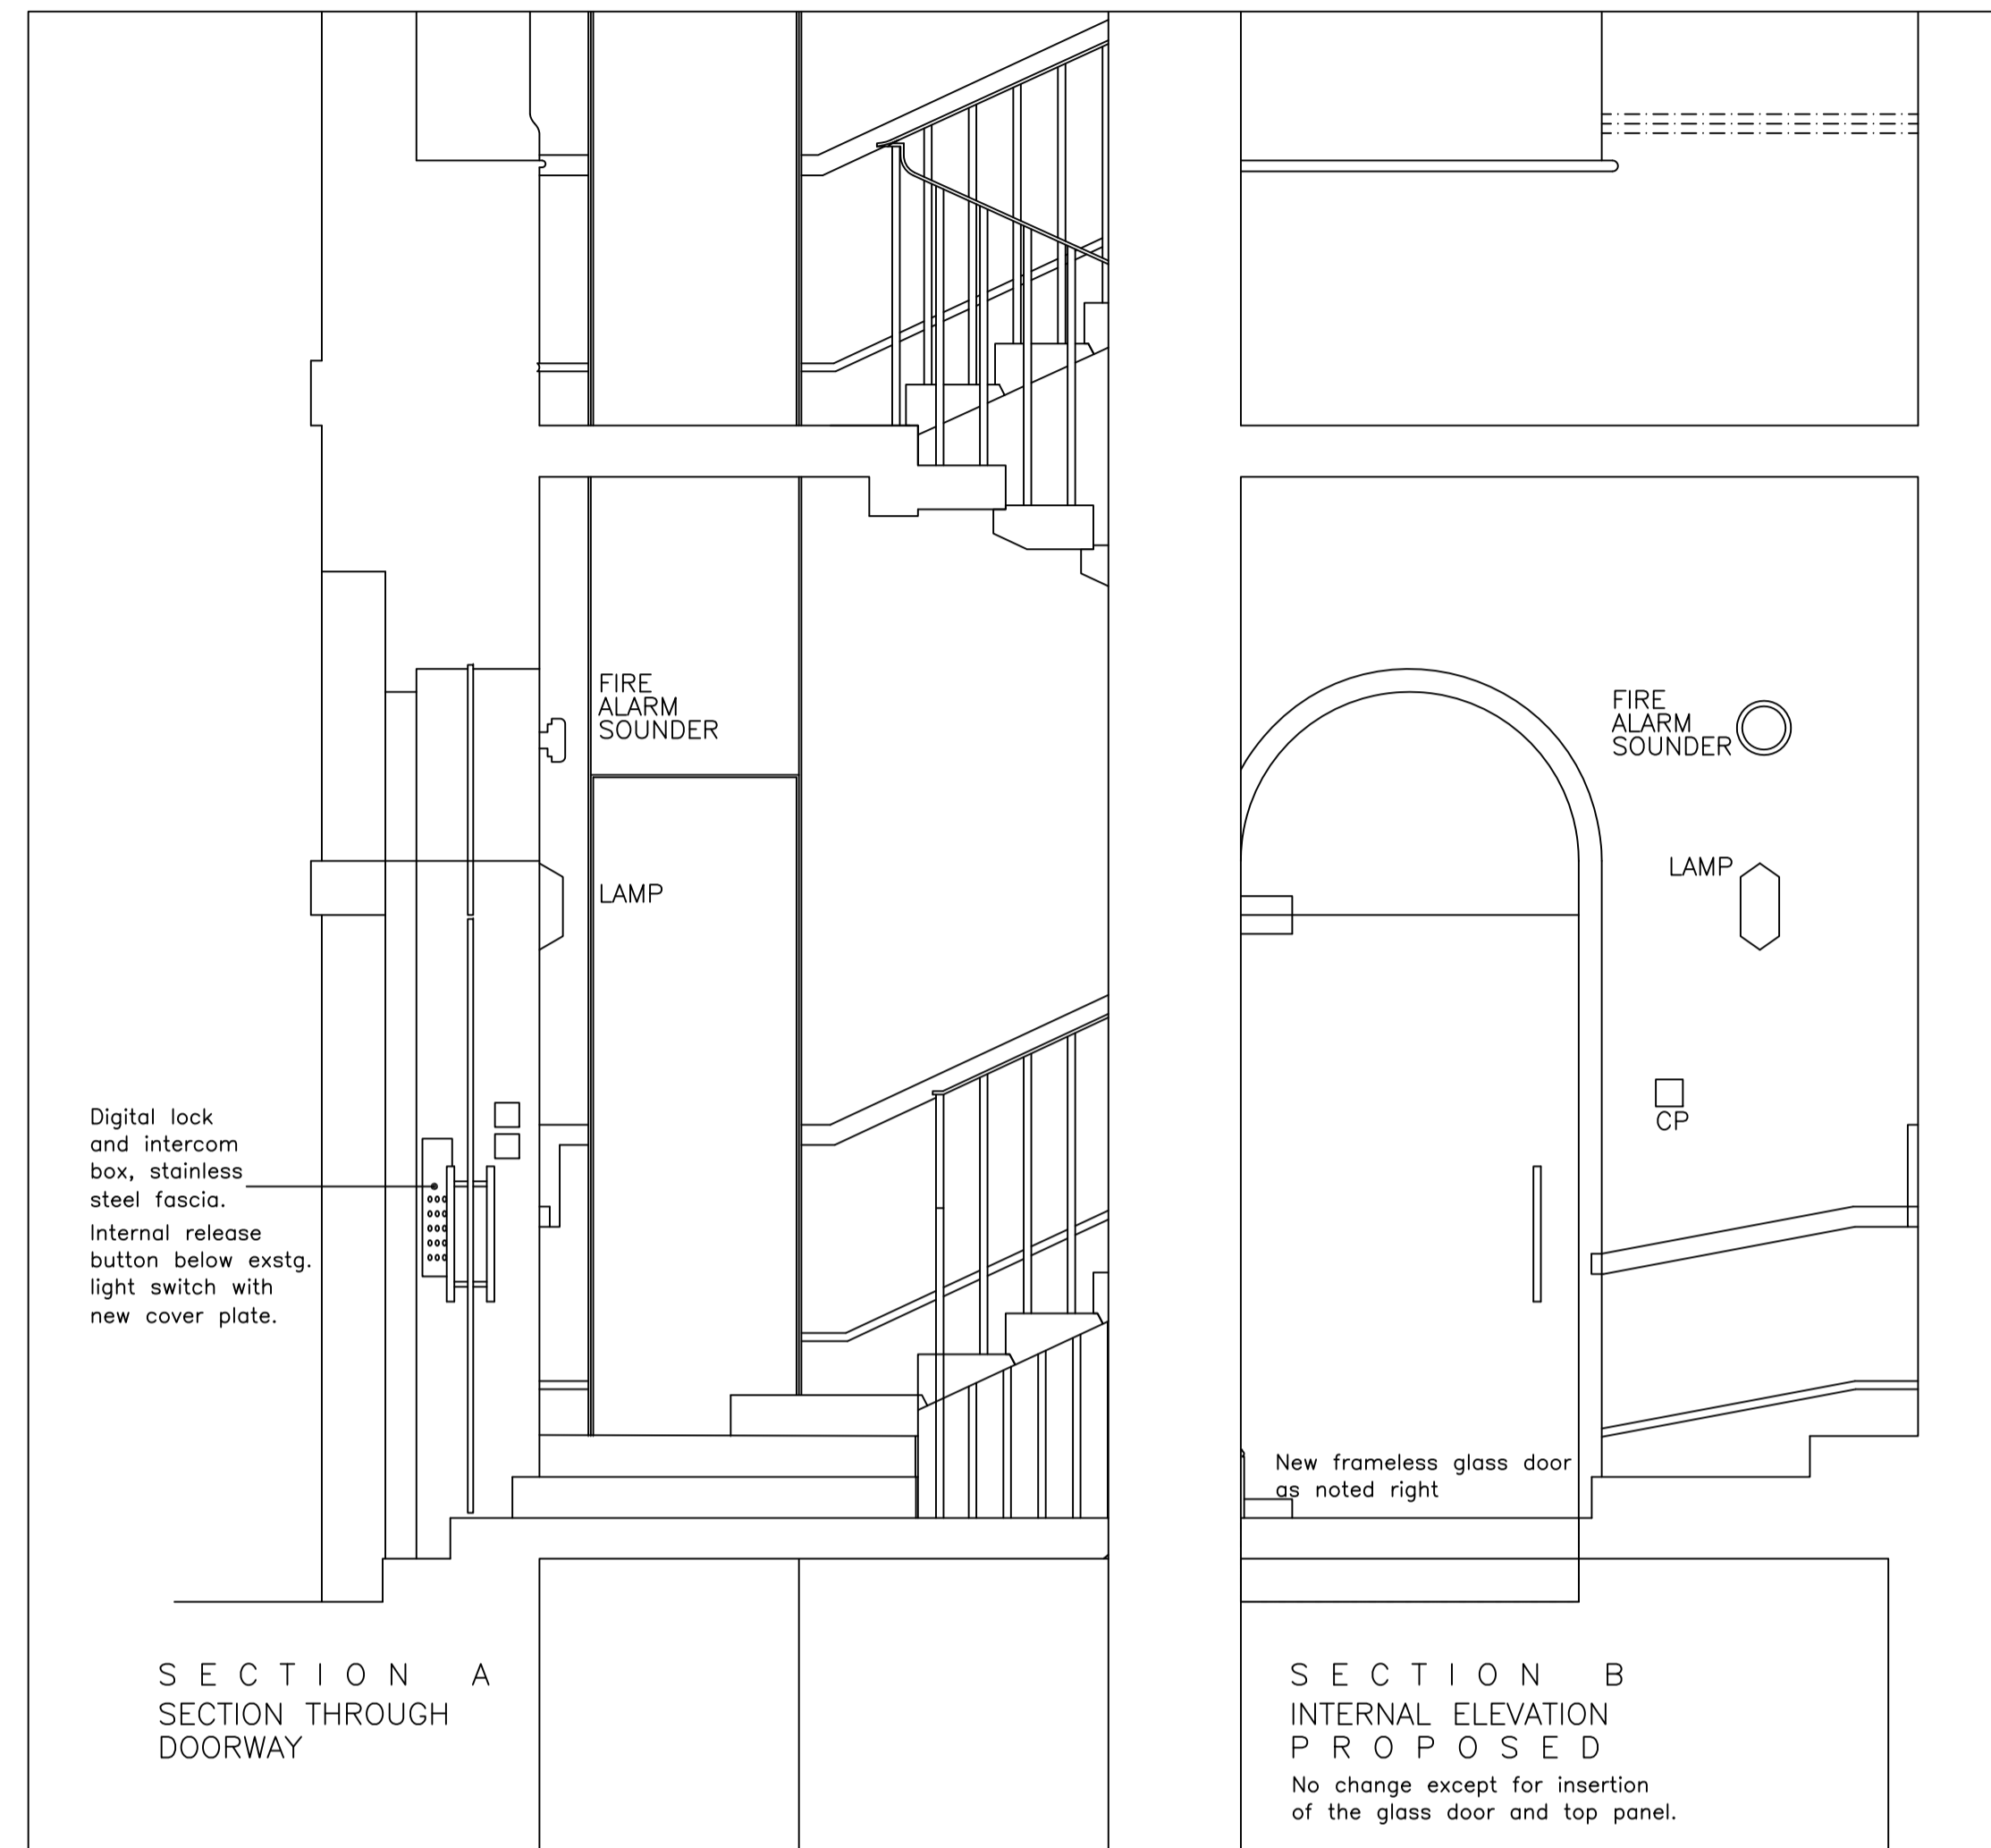 FIRE
ALARM
SOUNDER
LAMP
Digital lock
and intercom
box, stainless
steel fascia.
Internal release
button below exstg.
light switch with
new cover plate.
SECTION A
SECTION THROUGH
DOORWAY
FIRE
ALARM
SOUNDER
LAMP
CP
New frameless glass door
as noted right
SECTION B
INTERNAL ELEVATION
PROPOSED
No change except for insertion
of the glass door and top panel.